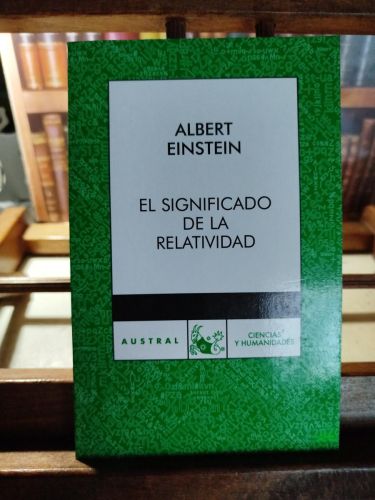 ALBERT
EINSTEIN
EL SIGNIFICADO
DE LA
RELATIVIDAD
AUSTRAL
CIENCIAS
Y HUMANIDADES